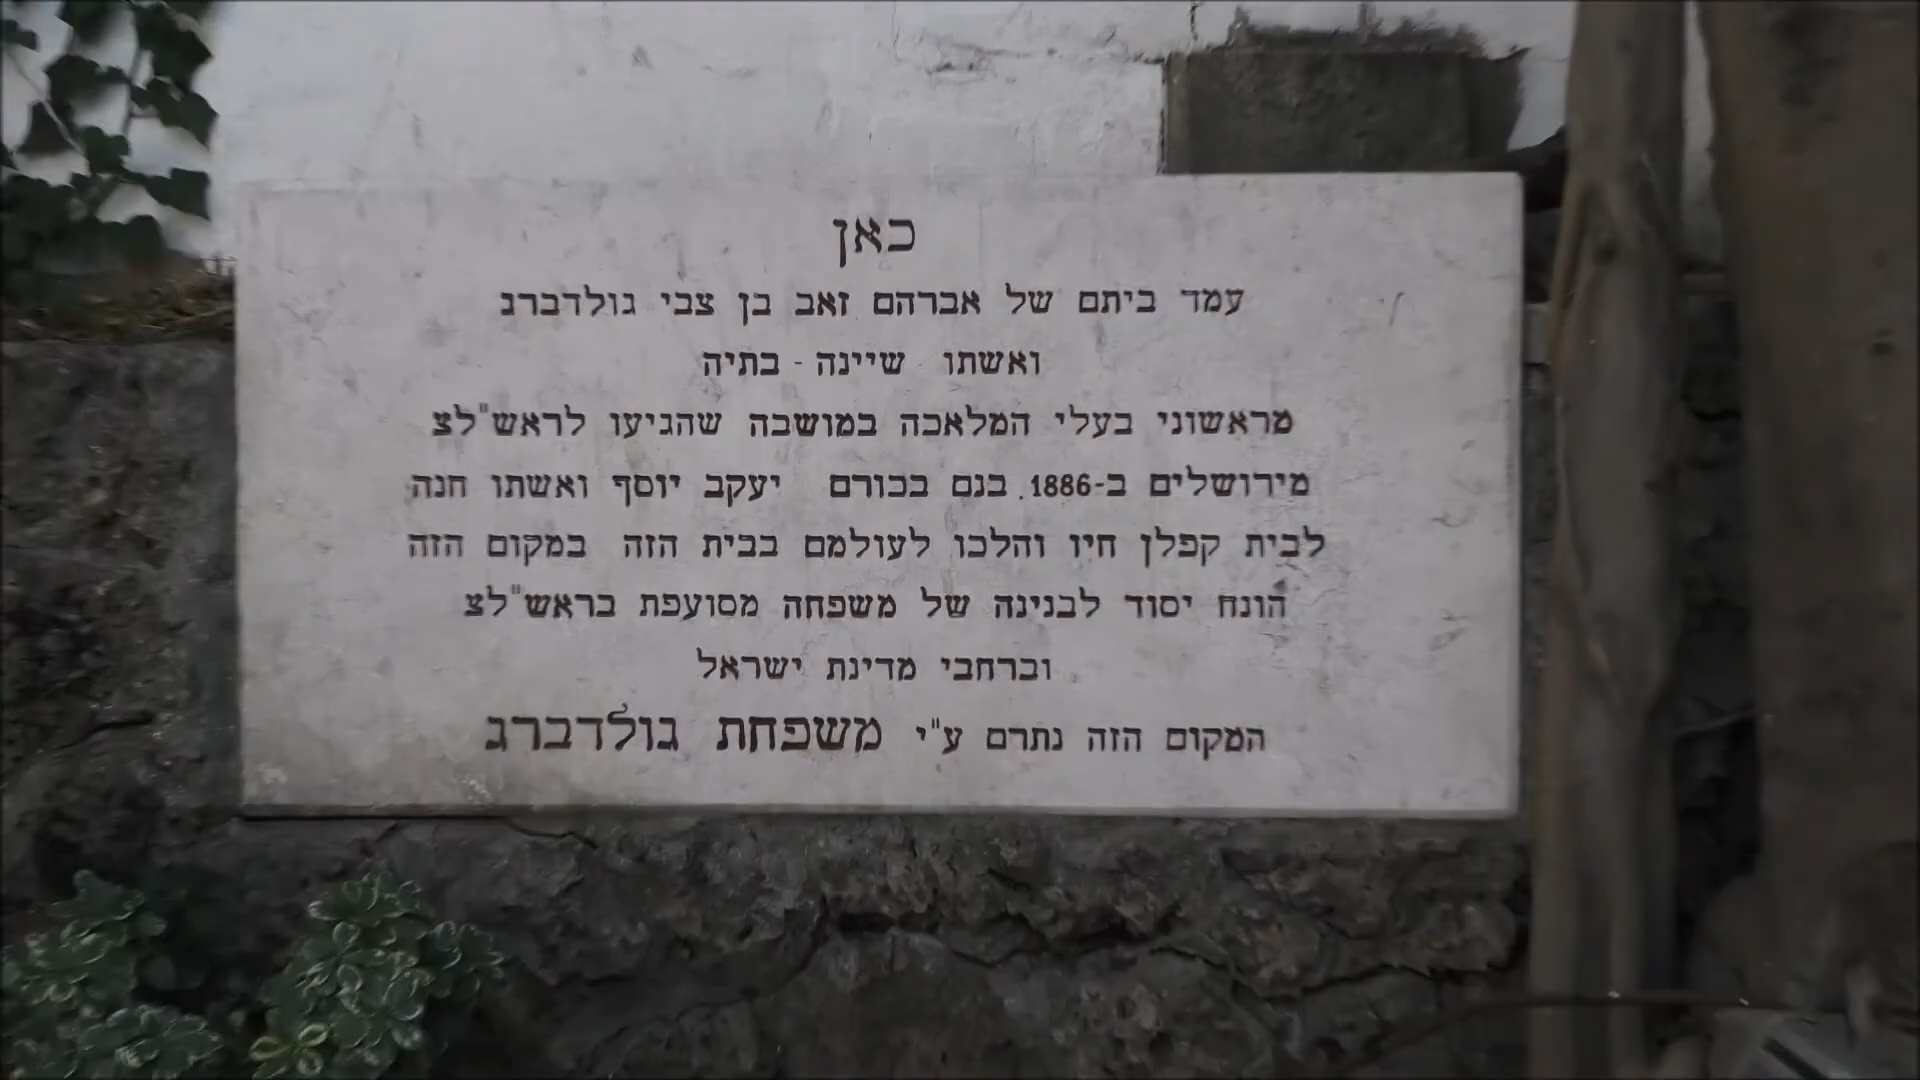 כאן
עמד ביתם של אברהם זאב בן צבי גולדברג
ואשתו שיינה - בתיה
מראשוני בעלי המלאכה במושבה שהגיעו לראש"לצ
מירושלים ב-1886. בנם בכורם יעקב יוסף ואשתו חנה
לבית קפלן חיו והלכו לעולמם בבית הזה במקום הזה
הונח יסוד לבנינה של משפחה מסועפת בראש"לצ
וברחבי מדינת ישראל
המקום הזה נתרם ע"י משפחת גולדברג